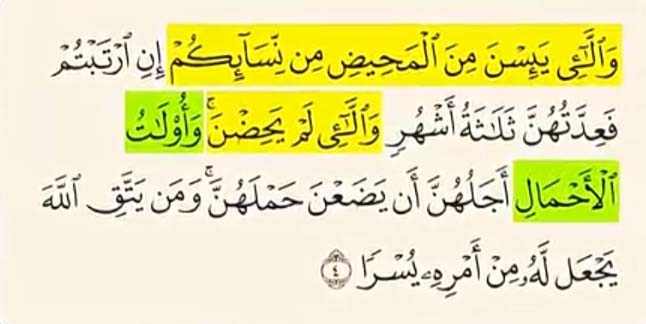 وَٱلَّـٰٓـِٔى يَئِسْنَ مِنَ ٱلْمَحِيضِ مِن نِّسَآئِكُمْ إِنِ ٱرْتَبْتُمْ
فَعِدَّتُهُنَّ ثَلَـٰثَةُ أَشْهُرٍ وَٱلَّـٰٓـِٔى لَمْ يَحِضْنَ ۚ وَأُو۟لَـٰتُ
ٱلْأَحْمَالِ أَجَلُهُنَّ أَن يَضَعْنَ حَمْلَهُنَّ ۚ وَمَن يَتَّقِ ٱللَّهَ
يَجْعَل لَّهُۥ مِنْ أَمْرِهِۦ يُسْرًا ٤